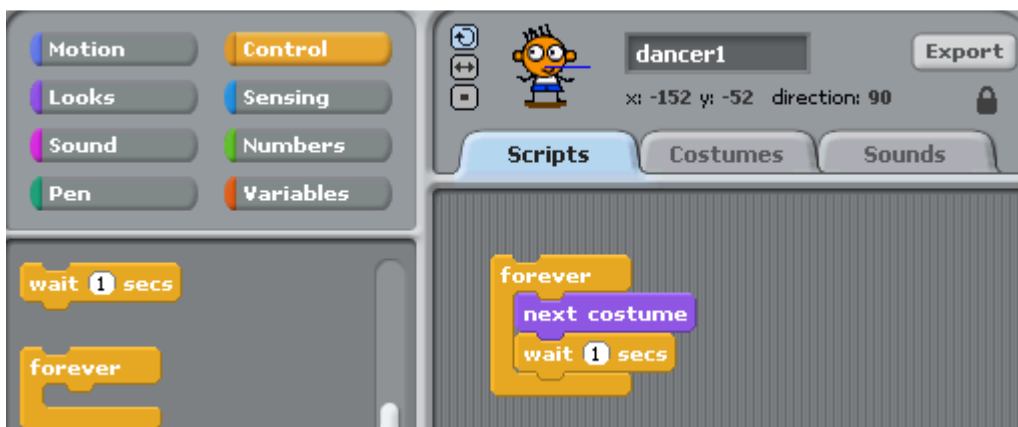 Motion
Control
Looks
Sensing
Sound
Numbers
Pen
Variables
wait 1 secs
forever
dancer1
Export
x: -152 y: -52 direction: 90
Scripts
Costumes
Sounds
forever
next costume
wait 1 secs